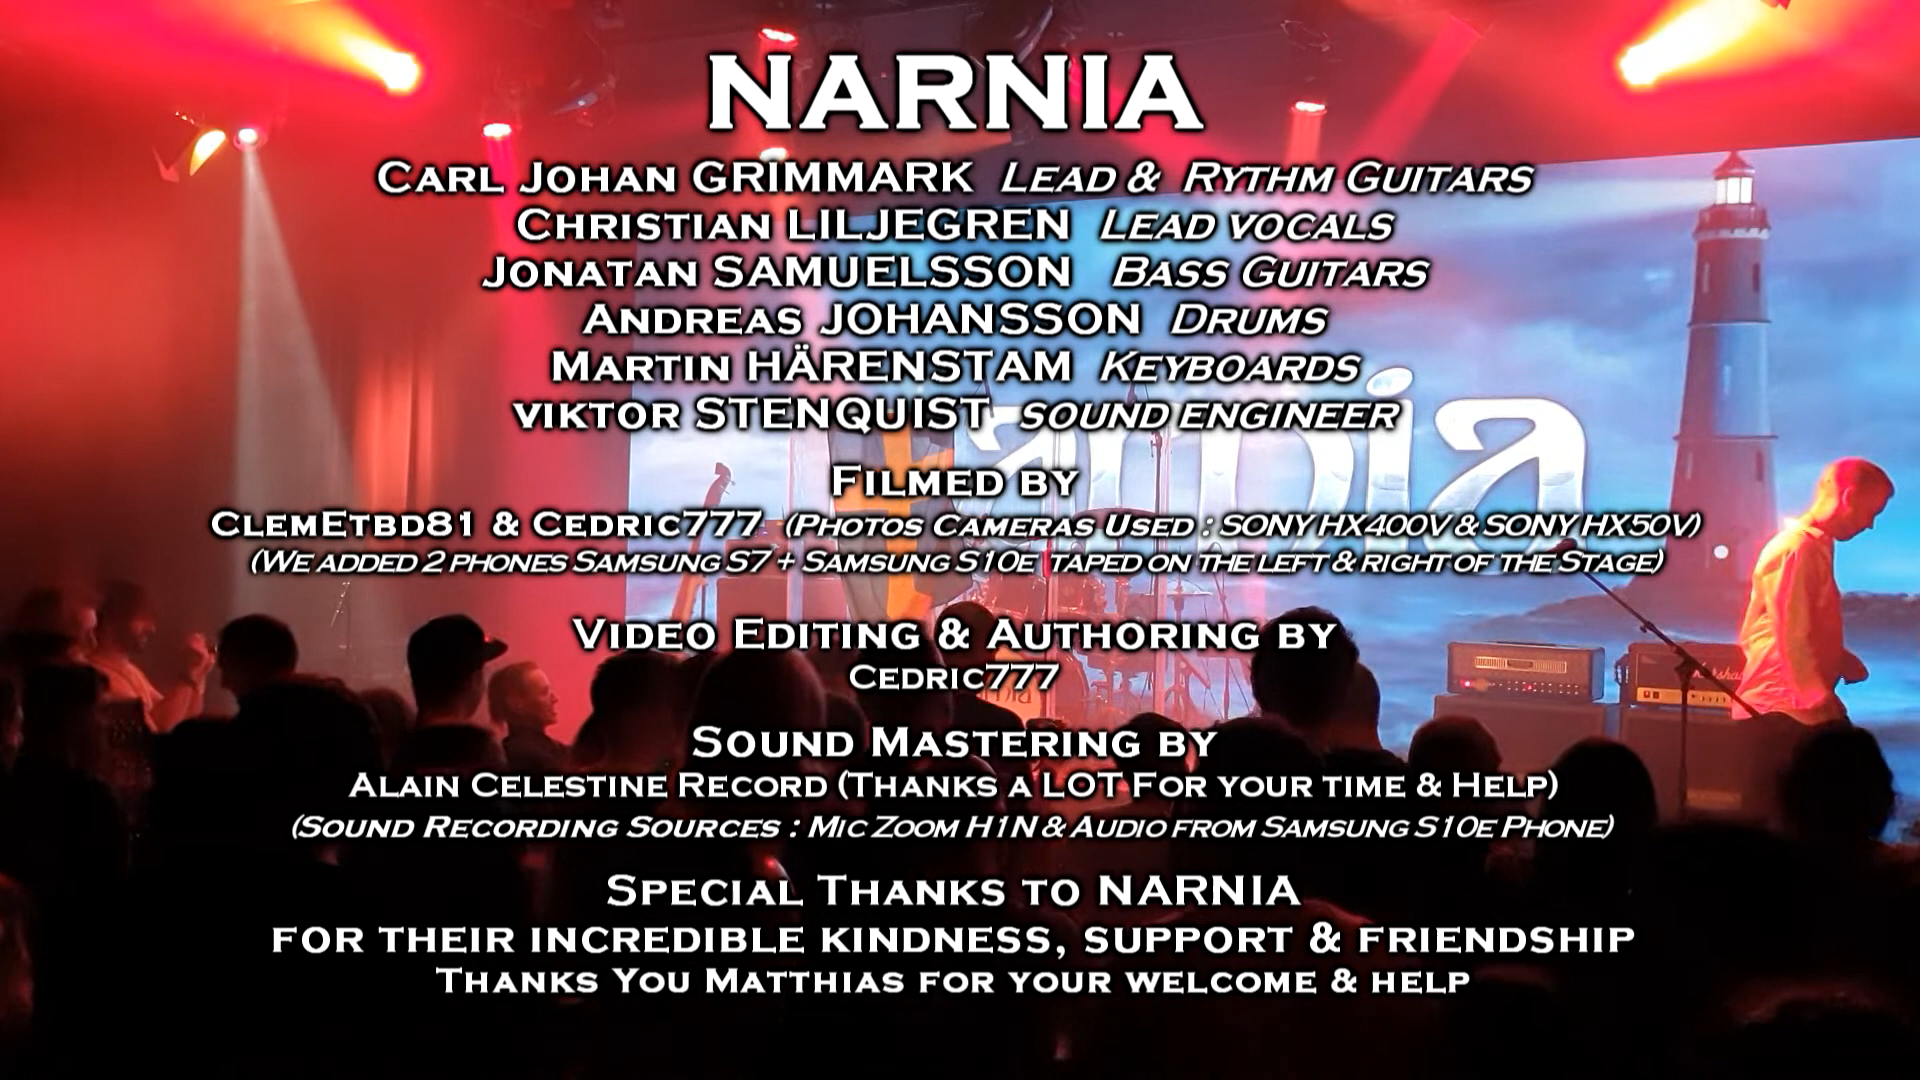 NARNIA
Carl Johan GRIMMARK Lead & Rythm Guitars
Christian LILJEGREN Lead vocals
Jonatan SAMUELSSON Bass Guitars
Andreas JOHANSSON Drums
Martin HÄRENSTAM Keyboards
viktor STENQUIST sound engineer
narnia
Filmed by
ClemEtbd81 & Cedric777 (Photos Cameras Used : SONY HX400V & SONY HX50V)
(We added 2 phones Samsung S7 + Samsung S10e taped on the left & right of the Stage)
Video Editing & Authoring by
Cedric777
Marshall
Sound Mastering by
Alain Celestine Record (Thanks a LOT For your time & Help)
(Sound Recording Sources : Mic Zoom H1N & Audio from Samsung S10e Phone)
Special Thanks to NARNIA
for their incredible kindness, support & friendship
Thanks You Matthias for your welcome & help